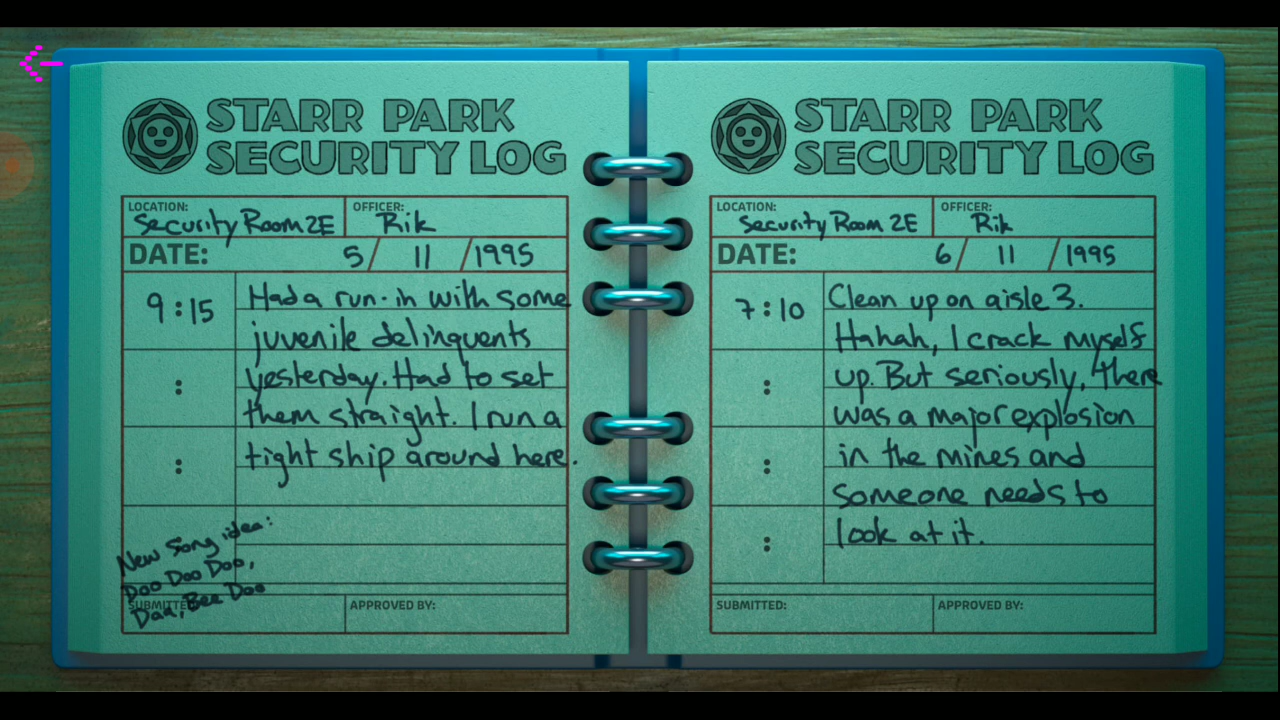 STARR PARK
SECURITY LOG
LOCATION:
Security Room 2E
OFFICER:
Rik
DATE:
5 / 11 / 1995
9:15
Had a run-in with some
juvenile delinquents
yesterday. Had to set
them straight. I run a
tight ship around here.
:
:
New Song idea:
Doo Doo Doo,
Daa, Bee Doo
SUBMITTED:
APPROVED BY:
STARR PARK
SECURITY LOG
LOCATION:
Security Room 2E
OFFICER:
Rik
DATE:
6 / 11 / 1995
7:10
Clean up on aisle 3.
Hahah, I crack myself
up. But seriously, there
was a major explosion
in the mines and
someone needs to
look at it.
:
:
:
SUBMITTED:
APPROVED BY: